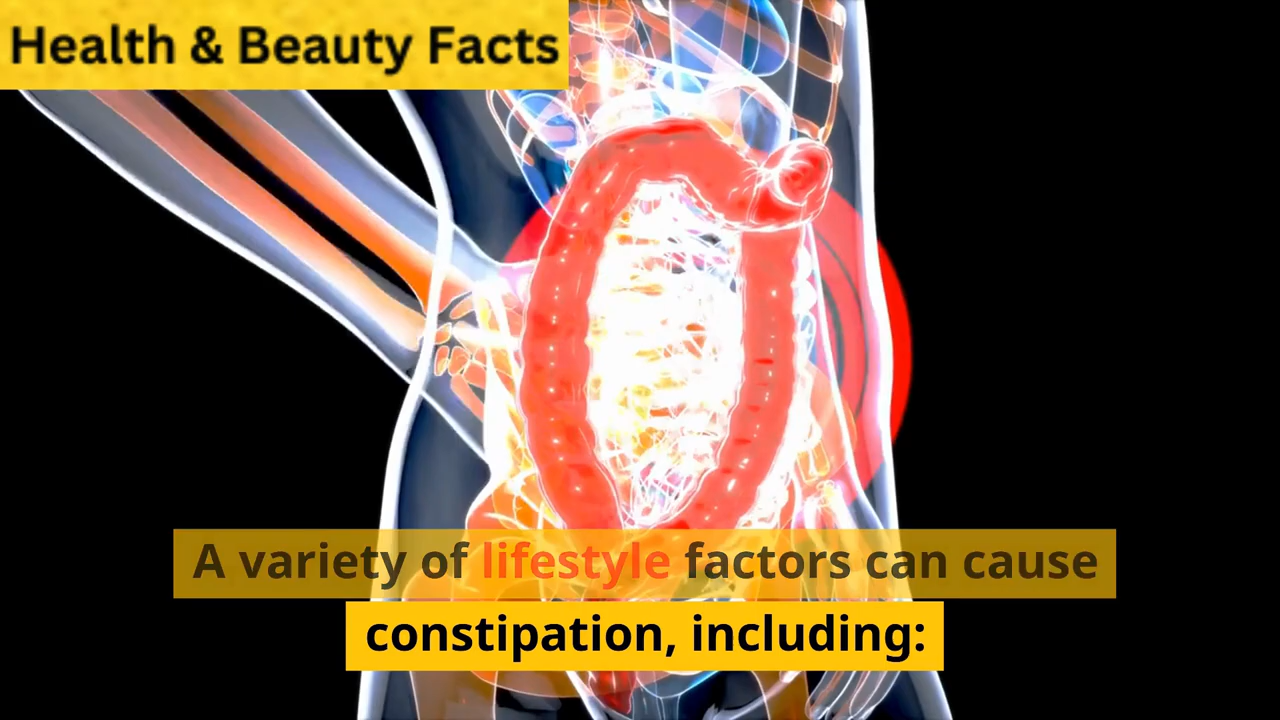 Health & Beauty Facts
A variety of lifestyle factors can cause
constipation, including: